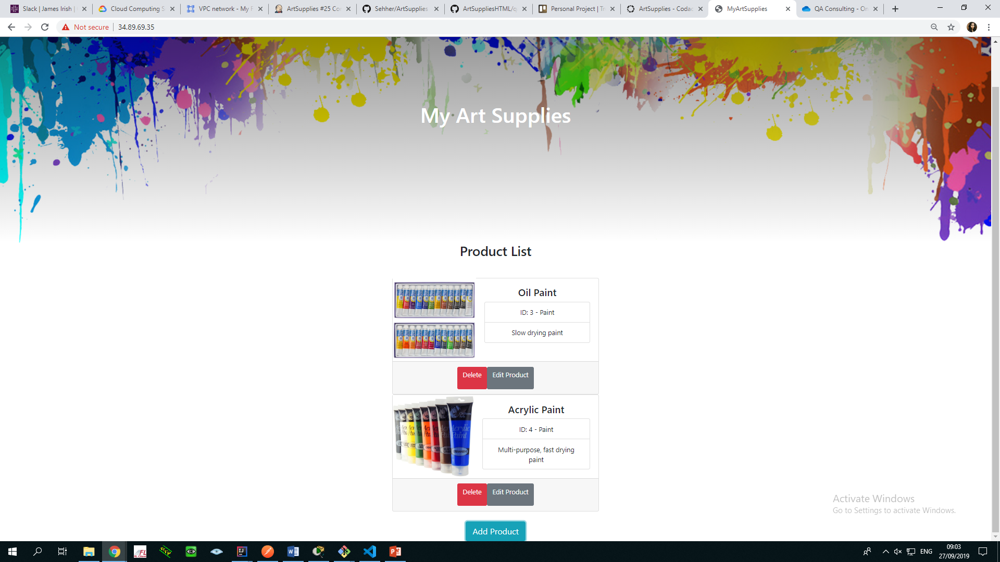 Slack | James Irish |
Cloud Computing S
VPC network - My P
ArtSupplies #25 Co
Sehher/ArtSupplies
ArtSuppliesHTML/
Personal Project | Tr
ArtSupplies - Codac
MyArtSupplies
QA Consulting - On
Not secure
34.89.69.35
My Art Supplies
Product List
Oil Paint
ID: 3 - Paint
Slow drying paint
Delete
Edit Product
Acrylic Paint
ID: 4 - Paint
Multi-purpose, fast drying
paint
Delete
Edit Product
Add Product
Activate Windows
Go to Settings to activate Windows.
ENG
09:03
27/09/2019